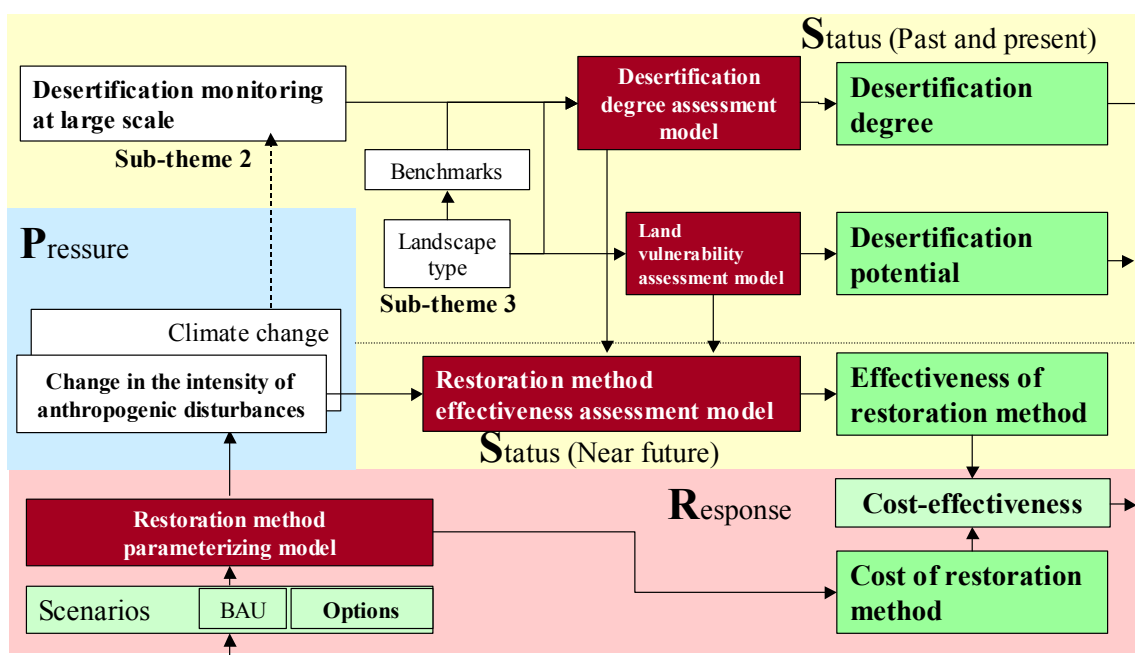 Status (Past and present)
Desertification monitoring
at large scale
Sub-theme 2
Desertification
degree assessment
model
Desertification
degree
Benchmarks
Landscape
type
Sub-theme 3
Land
vulnerability
assessment model
Desertification
potential
Pressure
Climate change
Change in the intensity of
anthropogenic disturbances
Restoration method
effectiveness assessment model
Effectiveness of
restoration method
Status (Near future)
Response
Cost-effectiveness
Restoration method
parameterizing model
Cost of restoration
method
Scenarios
BAU
Options